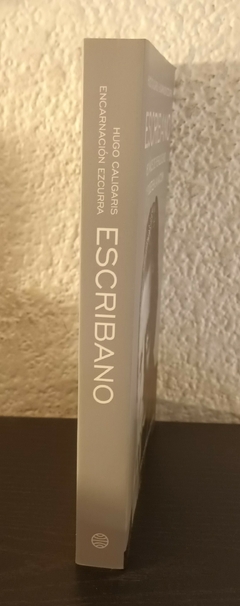 HUGO CALIGARIS
ENCARNACIÓN EZCURRA
ESCRIBANO